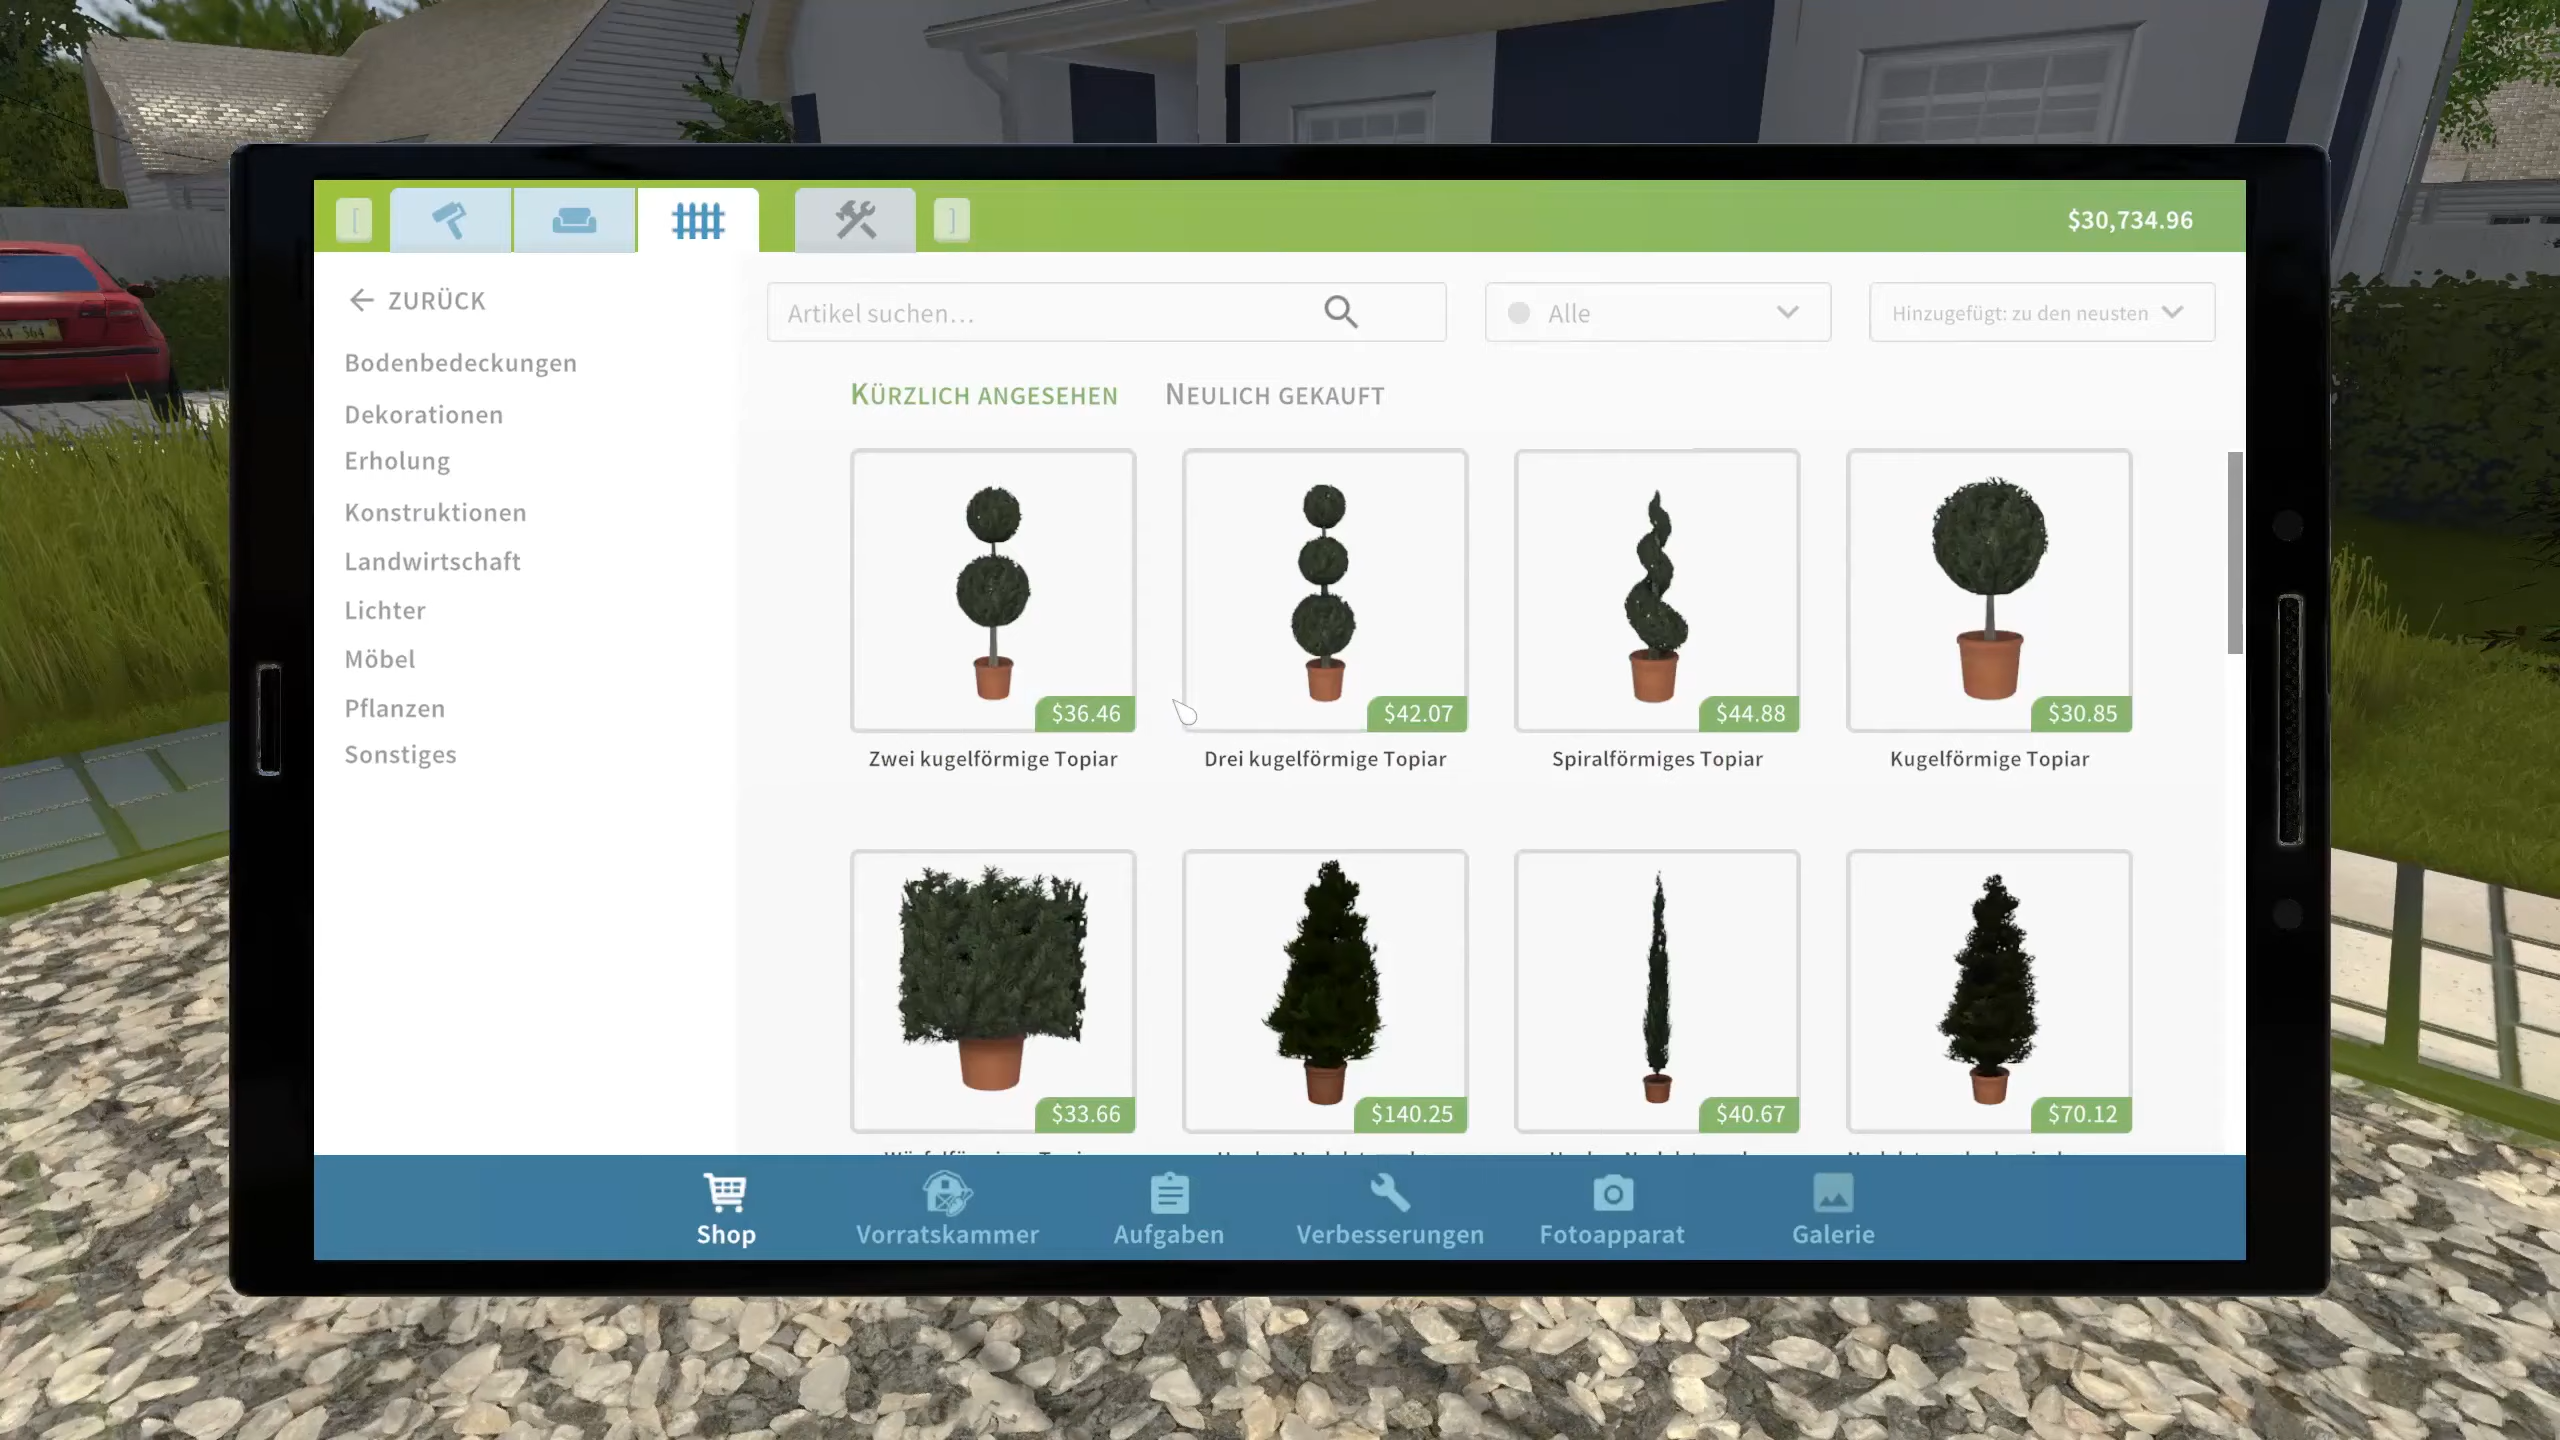 [
]
$30,734.96
ZURÜCK
Bodenbedeckungen
Dekorationen
Erholung
Konstruktionen
Landwirtschaft
Lichter
Möbel
Pflanzen
Sonstiges
Artikel suchen...
Alle
Hinzugefügt: zu den neusten
KÜRZLICH ANGESEHEN
NEULICH GEKAUFT
$36.46
$42.07
$44.88
$30.85
Zwei kugelförmige Topiar
Drei kugelförmige Topiar
Spiralförmiges Topiar
Kugelförmige Topiar
$33.66
$140.25
$40.67
$70.12
Shop
Vorratskammer
Aufgaben
Verbesserungen
Fotoapparat
Galerie